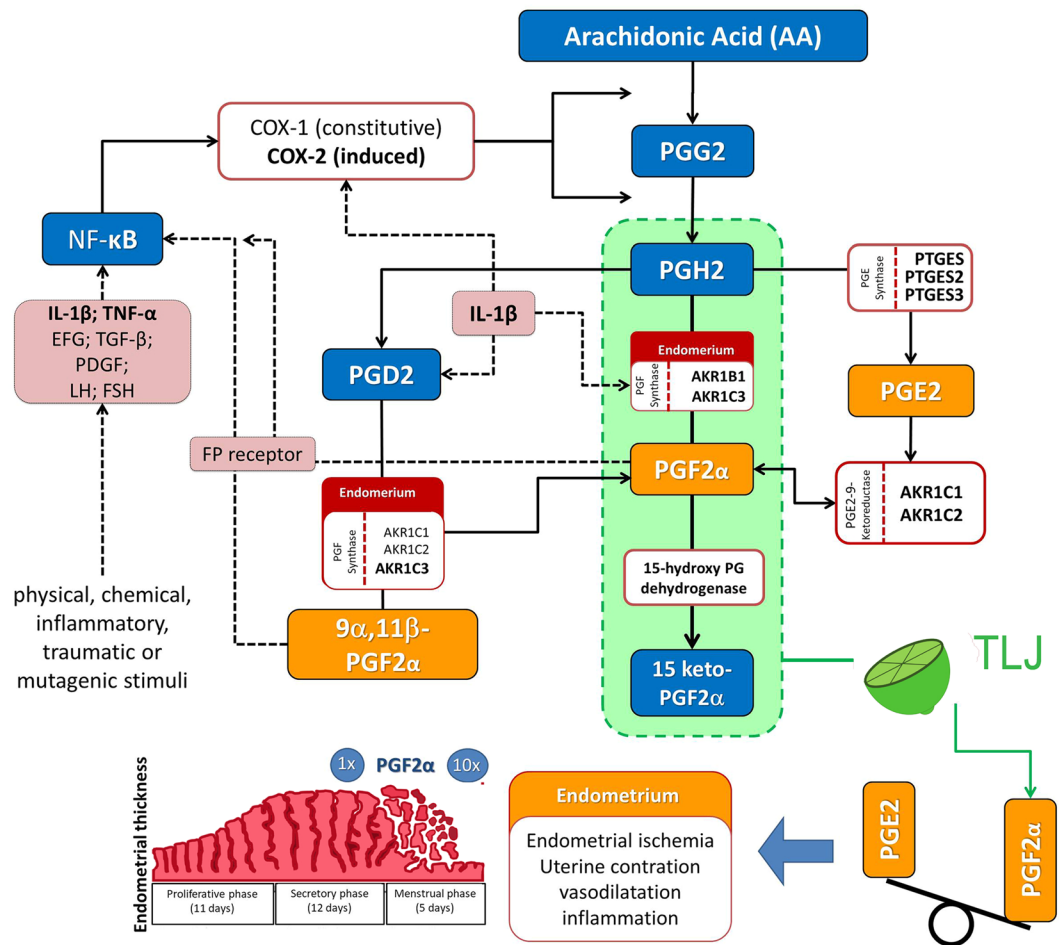 Arachidonic Acid (AA)
COX-1 (constitutive)
COX-2 (induced)
PGG2
NF-κB
PGH2
PGE
Synthase
PTGES
PTGES2
PTGES3
IL-1β; TNF-α
EFG; TGF-β;
PDGF;
LH; FSH
IL-1β
PGD2
Endomerium
PGF
Synthase
AKR1B1
AKR1C3
PGE2
FP receptor
PGF2α
Endomerium
PGF
Synthase
AKR1C1
AKR1C2
AKR1C3
PGE2-9-
Ketoreductase
AKR1C1
AKR1C2
15-hydroxy PG
dehydrogenase
physical, chemical,
inflammatory,
traumatic or
mutagenic stimuli
9α,11β-
PGF2α
15 keto-
PGF2α
TLJ
Endometrial thickness
1x
PGF2α
10x
Proliferative phase
(11 days)
Secretory phase
(12 days)
Menstrual phase
(5 days)
Endometrium
Endometrial ischemia
Uterine contration
vasodilatation
inflammation
PGE2
PGF2α